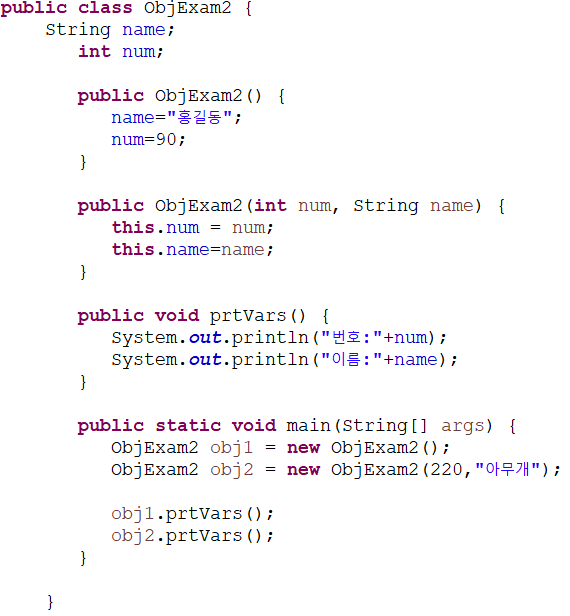 public class ObjExam2 {
String name;
int num;
public ObjExam2() {
name="홍길동";
num=90;
}
public ObjExam2(int num, String name) {
this.num = num;
this.name=name;
}
public void prtVars() {
System.out.println("번호:"+num);
System.out.println("이름:"+name);
}
public static void main(String[] args) {
ObjExam2 obj1 = new ObjExam2();
ObjExam2 obj2 = new ObjExam2(220,"아무개");
obj1.prtVars();
obj2.prtVars();
}
}